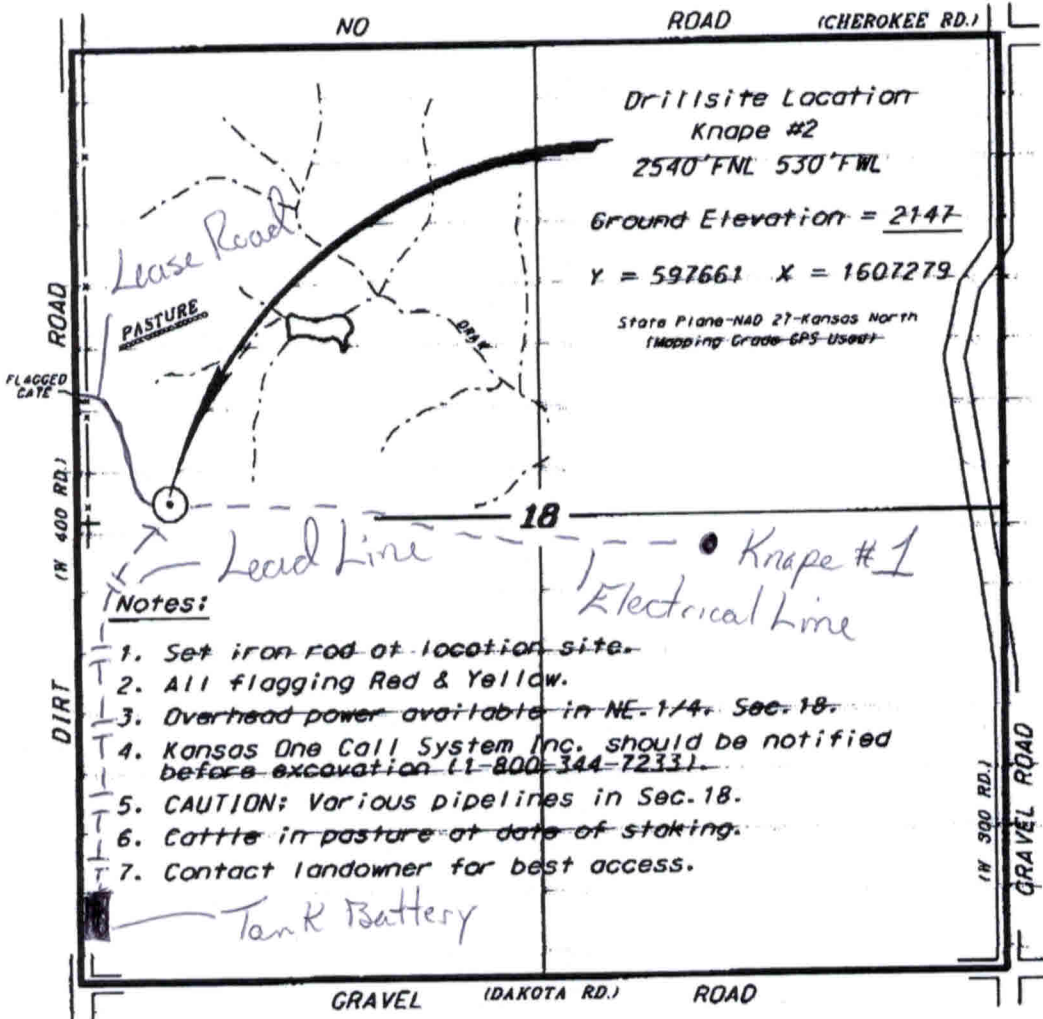 NO ROAD (CHEROKEE RD.)
Drillsite Location
Knape #2
2540'FNL 530'FWL
Ground Elevation = 2147
Y = 597661 X = 1607279
State Plane-NAD 27-Kansas North
(Mapping Grade GPS Used)
Lease Road
PASTURE
DRAW
ROAD
FLAGGED
GATE
(W 400 RD.)
DIRT
18
Lead Line
Knape #1
Electrical Line
Notes:
1. Set iron rod at location site.
2. All flagging Red & Yellow.
3. Overhead power available in NE.1/4. Sec.18.
4. Kansas One Call System Inc. should be notified
before excavation (1-800-344-7233).
5. CAUTION: Various pipelines in Sec.18.
6. Cattle in pasture at date of staking.
7. Contact landowner for best access.
Tank Battery
(W 300 RD.)
GRAVEL ROAD
GRAVEL (DAKOTA RD.) ROAD